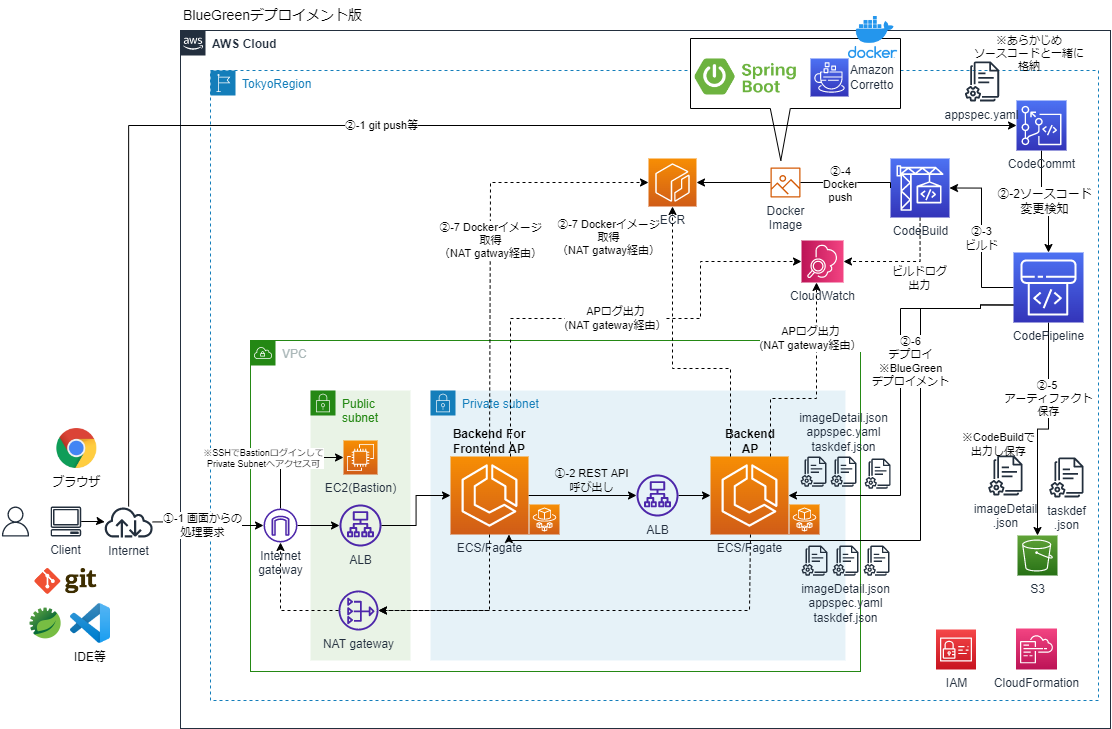 BlueGreenデプロイメント版
aws
AWS Cloud
TokyoRegion
Spring
Boot
docker
Amazon
Corretto
※あらかじめ
ソースコードと一緒に
格納
appspec.yaml
CodeCommt
②-1 git push等
②-2ソースコード
変更検知
②-3
ビルド
②-4
Docker
push
Docker
Image
ECR
CodeBuild
ビルドログ
出力
CloudWatch
CodePipeline
②-7 Dockerイメージ
取得
（NAT gatway経由）
②-7 Dockerイメージ
取得
（NAT gatway経由）
APログ出力
（NAT gateway経由）
APログ出力
（NAT gateway経由）
②-6
デプロイ
※BlueGreen
デプロイメント
②-5
アーティファクト
保存
VPC
Public
subnet
Private subnet
※SSHでBastionログインして
Private Subnetへアクセス可
EC2(Bastion)
Backend For
Frontend AP
①-2 REST API
呼び出し
Backend
AP
imageDetail.json
appspec.yaml
taskdef.json
※CodeBuildで
出力し保存
imageDetail
.json
taskdef
.json
ブラウザ
Client
Internet
①-1 画面からの
処理要求
Internet
gateway
ALB
ECS/Fagate
ALB
ECS/Fagate
imageDetail.json
appspec.yaml
taskdef.json
S3
git
IDE等
NAT gateway
IAM
CloudFormation